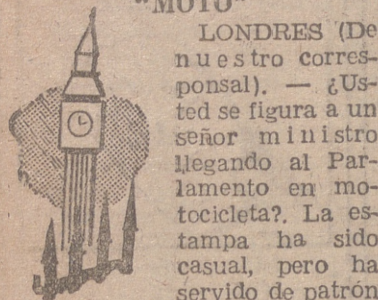 "MOTO"
LONDRES (De
nuestro corres-
ponsal). — ¿Us-
ted se figura a un
señor ministro
llegando al Par-
lamento en mo-
tocicleta?. La es-
tampa ha sido
casual, pero ha
servido de patrón